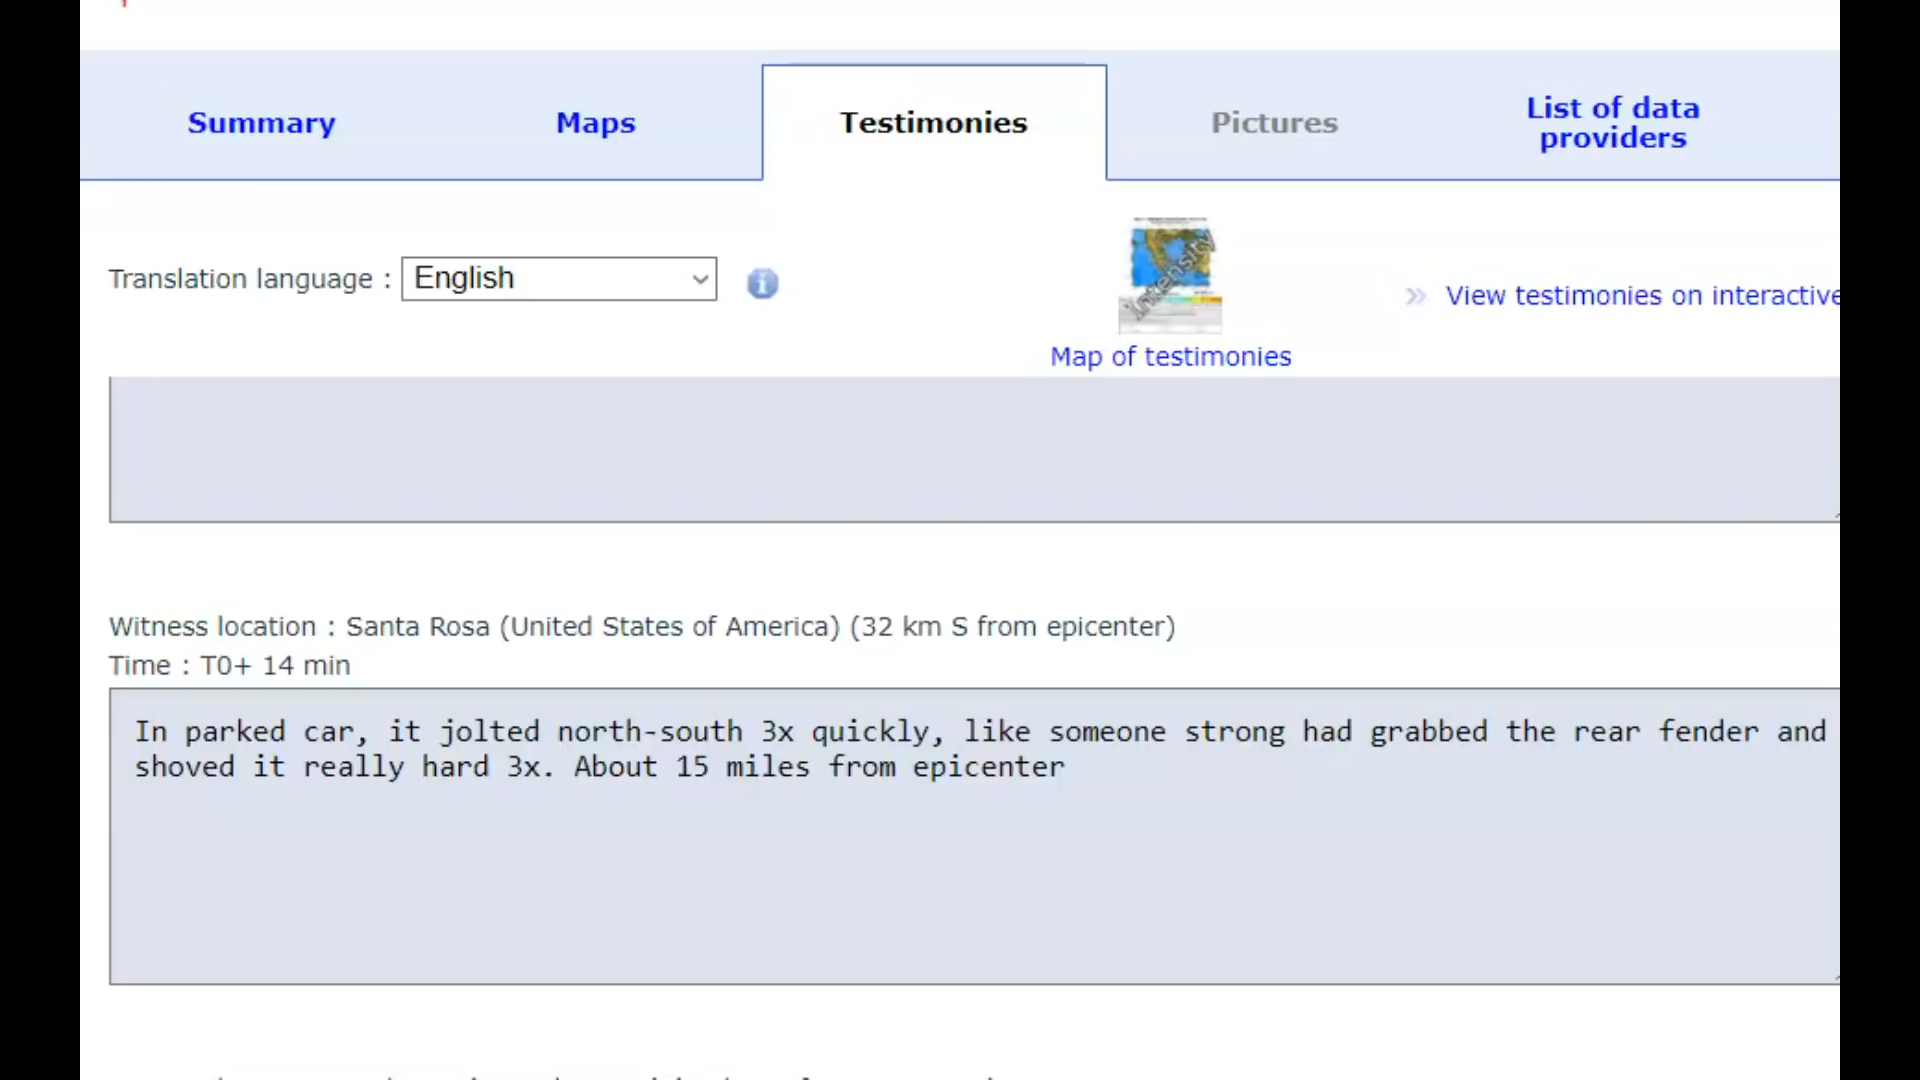 Summary
Maps
Testimonies
Pictures
List of data
providers
Translation language :
English
Intensity
Map of testimonies
View testimonies on interactive
Witness location : Santa Rosa (United States of America) (32 km S from epicenter)
Time : T0+ 14 min
In parked car, it jolted north-south 3x quickly, like someone strong had grabbed the rear fender and
shoved it really hard 3x. About 15 miles from epicenter